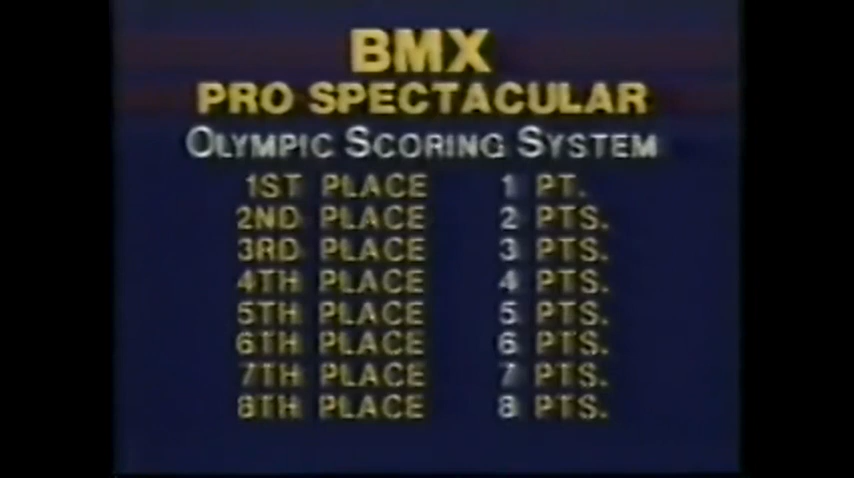 BMX
PRO SPECTACULAR
OLYMPIC SCORING SYSTEM
1ST PLACE 1 PT.
2ND PLACE 2 PTS.
3RD PLACE 3 PTS.
4TH PLACE 4 PTS.
5TH PLACE 5 PTS.
6TH PLACE 6 PTS.
7TH PLACE 7 PTS.
8TH PLACE 8 PTS.